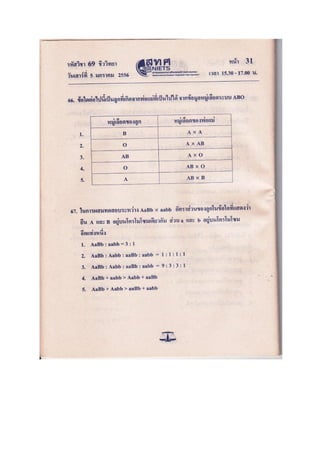 รหัสวิชา 69 ชีววิทยา
หน้า 31
วันเสาร์ที่ 5 มกราคม 2556
สทศ
NIETS
เวลา 15.30 - 17.00 น.
66. ข้อใดต่อไปนี้เป็นลูกที่เกิดจากพ่อแม่ที่เป็นไปได้ จากข้อมูลหมู่เลือดระบบ ABO
หมู่เลือดของลูก หมู่เลือดของพ่อแม่
1. B A × A
2. O A × AB
3. AB A × O
4. O AB × O
5. A AB × B
67. ในการผสมทดสอบระหว่าง AaBb × aabb อัตราส่วนของลูกในข้อใดที่แสดงว่า
ยีน A และ B อยู่บนโครโมโซมเดียวกัน ส่วน a และ b อยู่บนโครโมโซม
อีกแท่งหนึ่ง
1. AaBb : aabb = 3 : 1
2. AaBb : Aabb : aaBb : aabb = 1 : 1 : 1 : 1
3. AaBb : Aabb : aaBb : aabb = 9 : 3 : 3 : 1
4. AaBb + aabb > Aabb + aaBb
5. AaBb + Aabb > aaBb + aabb